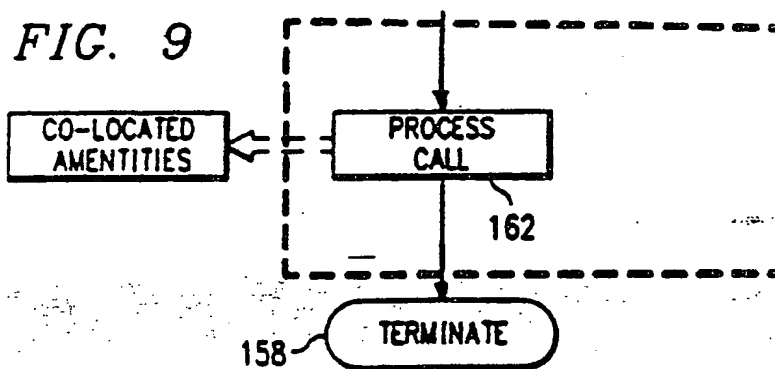 FIG. 9
CO-LOCATED
AMENTITIES
PROCESS
CALL
162
158
TERMINATE